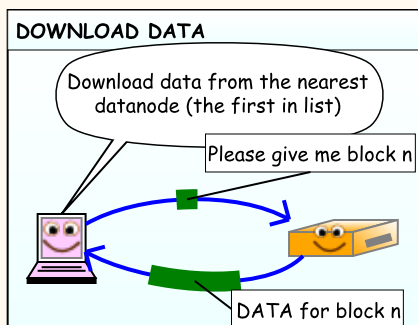 DOWNLOAD DATA
Download data from the nearest
datanode (the first in list)
Please give me block n
DATA for block n